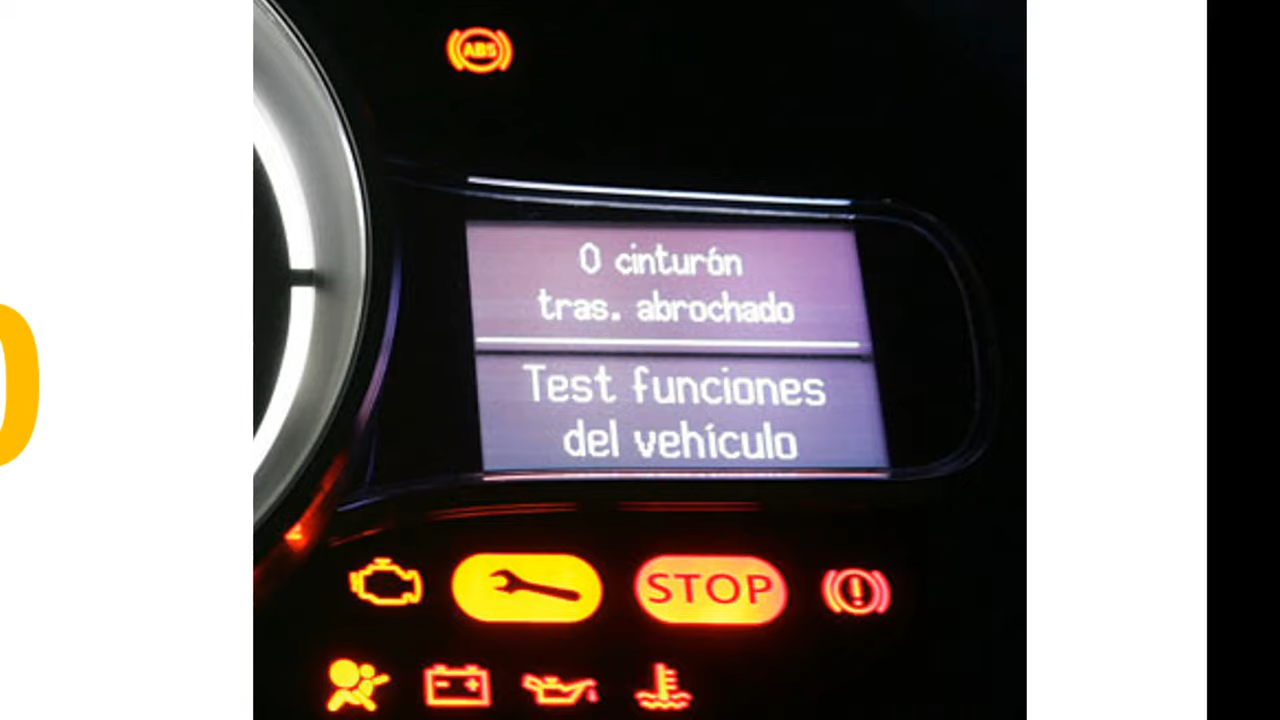 ABS
0 cinturón
tras. abrochado
Test funciones
del vehículo
STOP